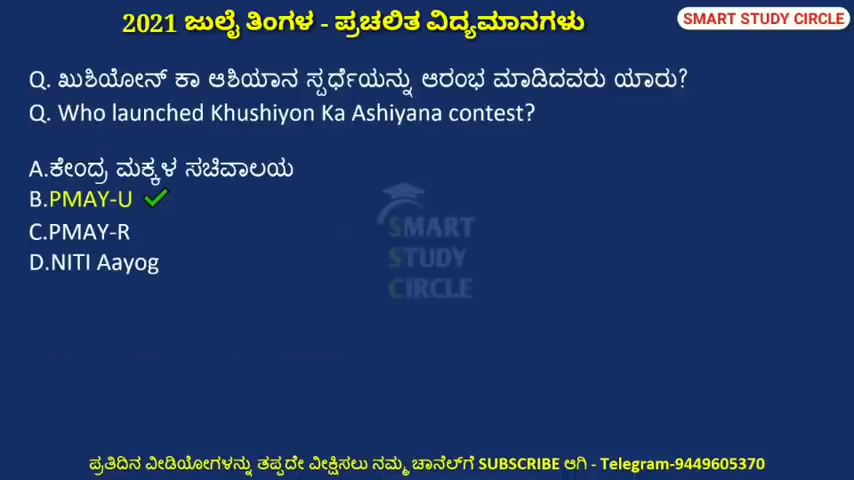 2021 ಜುಲೈ ತಿಂಗಳ - ಪ್ರಚಲಿತ ವಿದ್ಯಮಾನಗಳು
SMART STUDY CIRCLE
Q. ಖುಶಿಯೋನ್ ಕಾ ಆಶಿಯಾನ ಸ್ಪರ್ಧೆಯನ್ನು ಆರಂಭ ಮಾಡಿದವರು ಯಾರು?
Q. Who launched Khushiyon Ka Ashiyana contest?
A.ಕೇಂದ್ರ ಮಕ್ಕಳ ಸಚಿವಾಲಯ
B.PMAY-U
C.PMAY-R
D.NITI Aayog
SMART
STUDY
CIRCLE
ಪ್ರತಿದಿನ ವೀಡಿಯೋಗಳನ್ನು ತಪ್ಪದೇ ವೀಕ್ಷಿಸಲು ನಮ್ಮ ಚಾನೆಲ್‌ಗೆ SUBSCRIBE ಆಗಿ - Telegram-9449605370